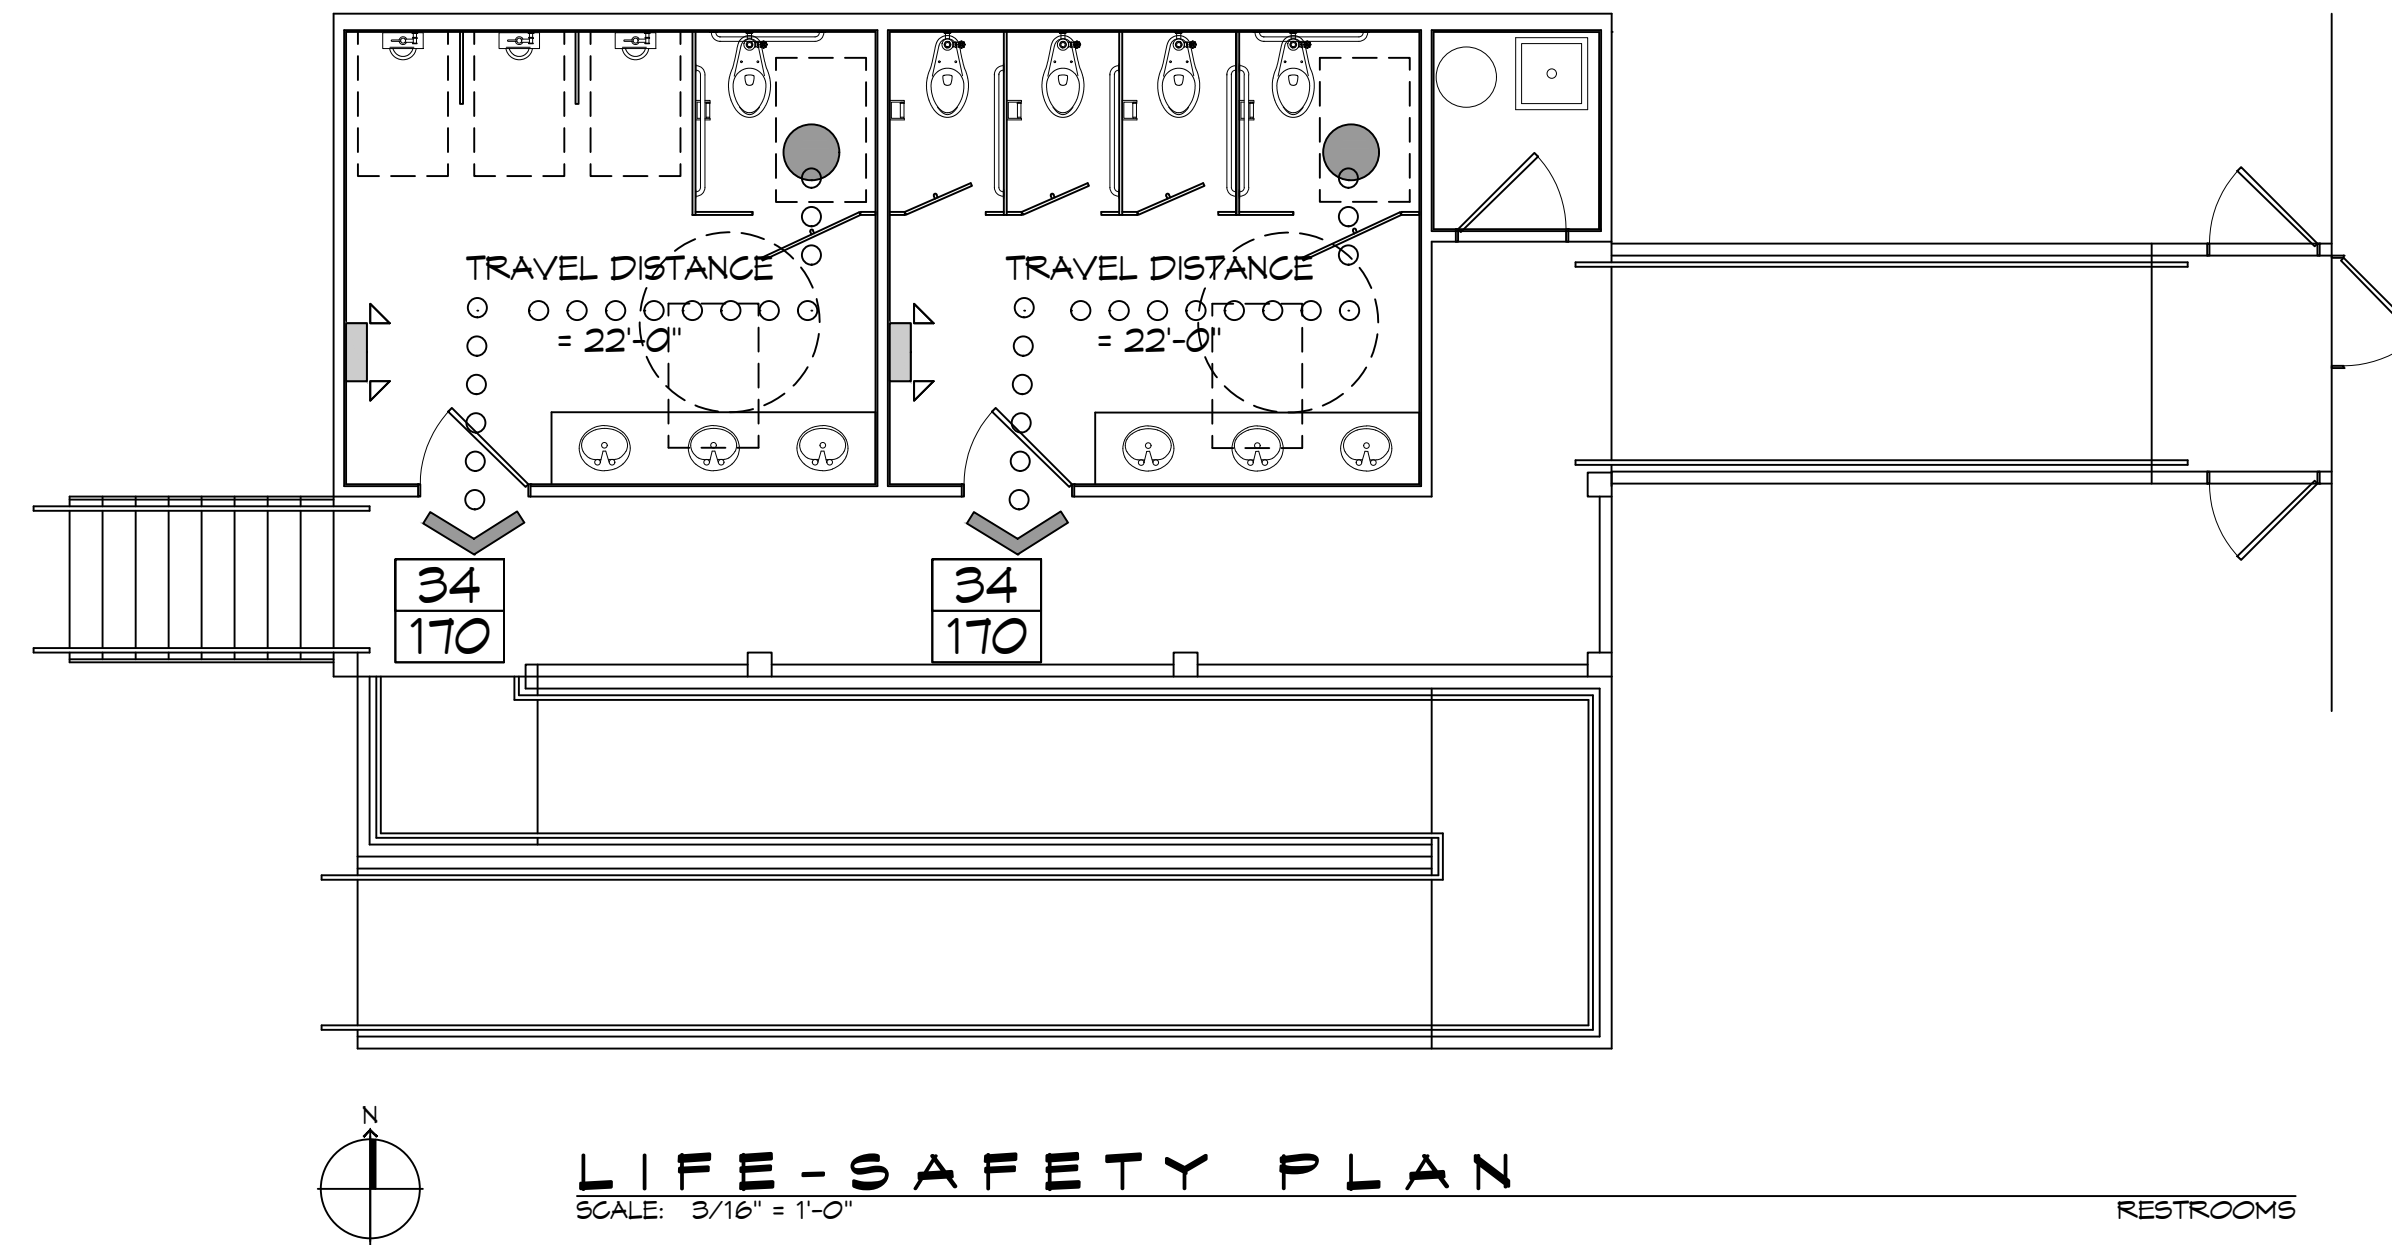 TRAVEL DISTANCE
= 22'-0"
TRAVEL DISTANCE
= 22'-0"
34
170
34
170
N
LIFE-SAFETY PLAN
SCALE: 3/16" = 1'-0"
RESTROOMS